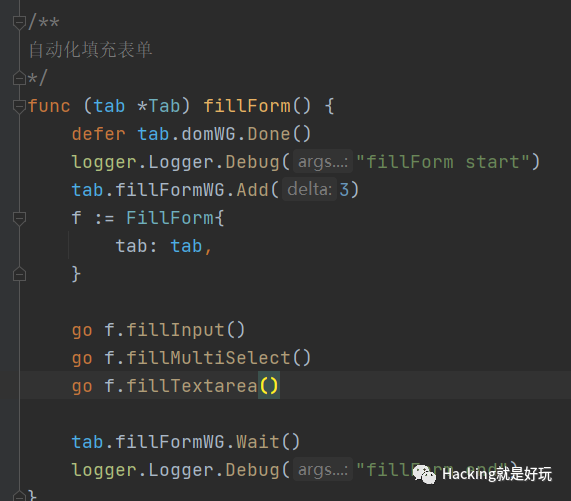 /**
自动化填充表单
*/
func (tab *Tab) fillForm() {
defer tab.domWG.Done()
logger.Logger.Debug( args...: "fillForm start")
tab.fillFormWG.Add( delta: 3)
f := FillForm{
tab: tab,
}
go f.fillInput()
go f.fillMultiSelect()
go f.fillTextarea()
tab.fillFormWG.Wait()
logger.Logger.Debug( args...: "fillForm end")
Hacking就是好玩
}